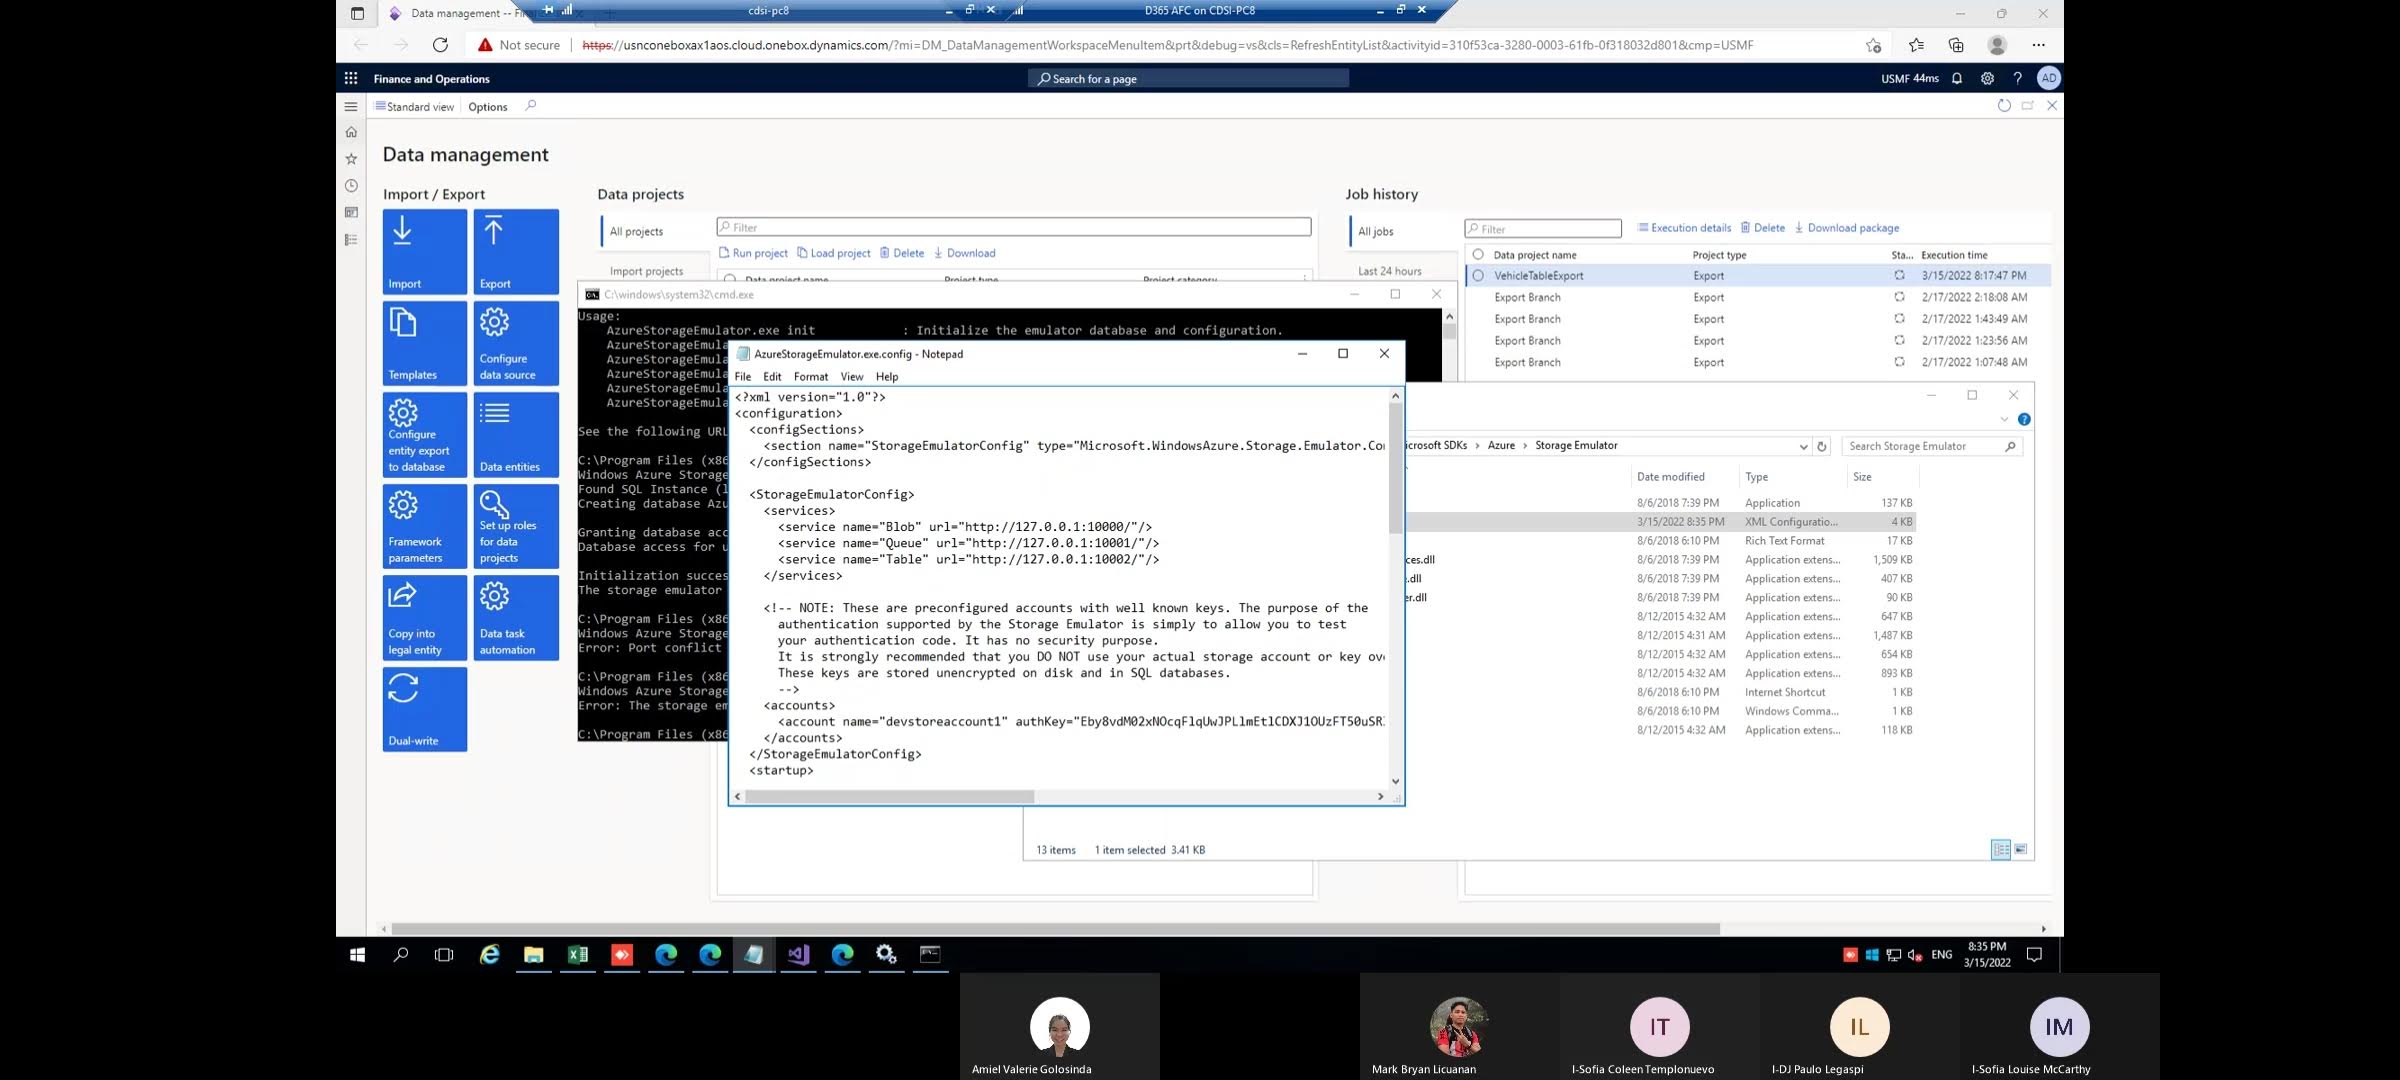 Data management -- Fin
cdsi-pc8
D365 AFC on CDSI-PC8
Not secure
https://usnconeboxax1aos.cloud.onebox.dynamics.com/?mi=DM_DataManagementWorkspaceMenuItem&prt&debug=vs&cls=RefreshEntityList&activityid=310f53ca-3280-0003-61fb-0f318032d801&cmp=USMF
Finance and Operations
Search for a page
USMF 44ms
?
AD
Standard view
Options
Data management
Import / Export
Import
Export
Templates
Configure data source
Configure entity export to database
Data entities
Framework parameters
Set up roles for data projects
Copy into legal entity
Data task automation
Dual-write
Data projects
All projects
Import projects
Filter
Run project Load project Delete Download
Data project name Project type Project category
Job history
All jobs
Last 24 hours
Filter
Execution details Delete Download package
Data project name Project type Sta... Execution time
VehicleTableExport Export 3/15/2022 8:17:47 PM
Export Branch Export 2/17/2022 2:18:08 AM
Export Branch Export 2/17/2022 1:43:49 AM
Export Branch Export 2/17/2022 1:23:56 AM
Export Branch Export 2/17/2022 1:07:48 AM
C:\windows\system32\cmd.exe
Usage:
AzureStorageEmulator.exe init : Initialize the emulator database and configuration.
AzureStorageEmula
AzureStorageEmula
AzureStorageEmula
AzureStorageEmula
AzureStorageEmula
See the following URL
C:\Program Files (x86
Windows Azure Storage
Found SQL Instance (l
Creating database Azu
Granting database acc
Database access for u
Initialization succes
The storage emulator
C:\Program Files (x86
Windows Azure Storage
Error: Port conflict
C:\Program Files (x86
Windows Azure Storage
Error: The storage em
C:\Program Files (x86
AzureStorageEmulator.exe.config - Notepad
File Edit Format View Help
<?xml version="1.0"?>
<configuration>
<configSections>
<section name="StorageEmulatorConfig" type="Microsoft.WindowsAzure.Storage.Emulator.Co
</configSections>
<StorageEmulatorConfig>
<services>
<service name="Blob" url="http://127.0.0.1:10000/"/>
<service name="Queue" url="http://127.0.0.1:10001/"/>
<service name="Table" url="http://127.0.0.1:10002/"/>
</services>
<!-- NOTE: These are preconfigured accounts with well known keys. The purpose of the
authentication supported by the Storage Emulator is simply to allow you to test
your authentication code. It has no security purpose.
It is strongly recommended that you DO NOT use your actual storage account or key ov
These keys are stored unencrypted on disk and in SQL databases.
-->
<accounts>
<account name="devstoreaccount1" authKey="Eby8vdM02xNOcqFlqUwJPLlmEtlCDXJ1OUzFT50uSR
</accounts>
</StorageEmulatorConfig>
<startup>
icrosoft SDKs > Azure > Storage Emulator
Search Storage Emulator
Date modified Type Size
8/6/2018 7:39 PM Application 137 KB
3/15/2022 8:35 PM XML Configuratio... 4 KB
8/6/2018 6:10 PM Rich Text Format 17 KB
ces.dll 8/6/2018 7:39 PM Application extens... 1,509 KB
.dll 8/6/2018 7:39 PM Application extens... 407 KB
er.dll 8/6/2018 7:39 PM Application extens... 90 KB
8/12/2015 4:32 AM Application extens... 647 KB
8/12/2015 4:31 AM Application extens... 1,487 KB
8/12/2015 4:32 AM Application extens... 654 KB
8/12/2015 4:32 AM Application extens... 893 KB
8/6/2018 6:10 PM Internet Shortcut 1 KB
8/6/2018 6:10 PM Windows Comma... 1 KB
8/12/2015 4:32 AM Application extens... 118 KB
13 items 1 item selected 3.41 KB
ENG
8:35 PM
3/15/2022
Amiel Valerie Golosinda
Mark Bryan Licuanan
IT
I-Sofia Coleen Templonuevo
IL
I-DJ Paulo Legaspi
IM
I-Sofia Louise McCarthy